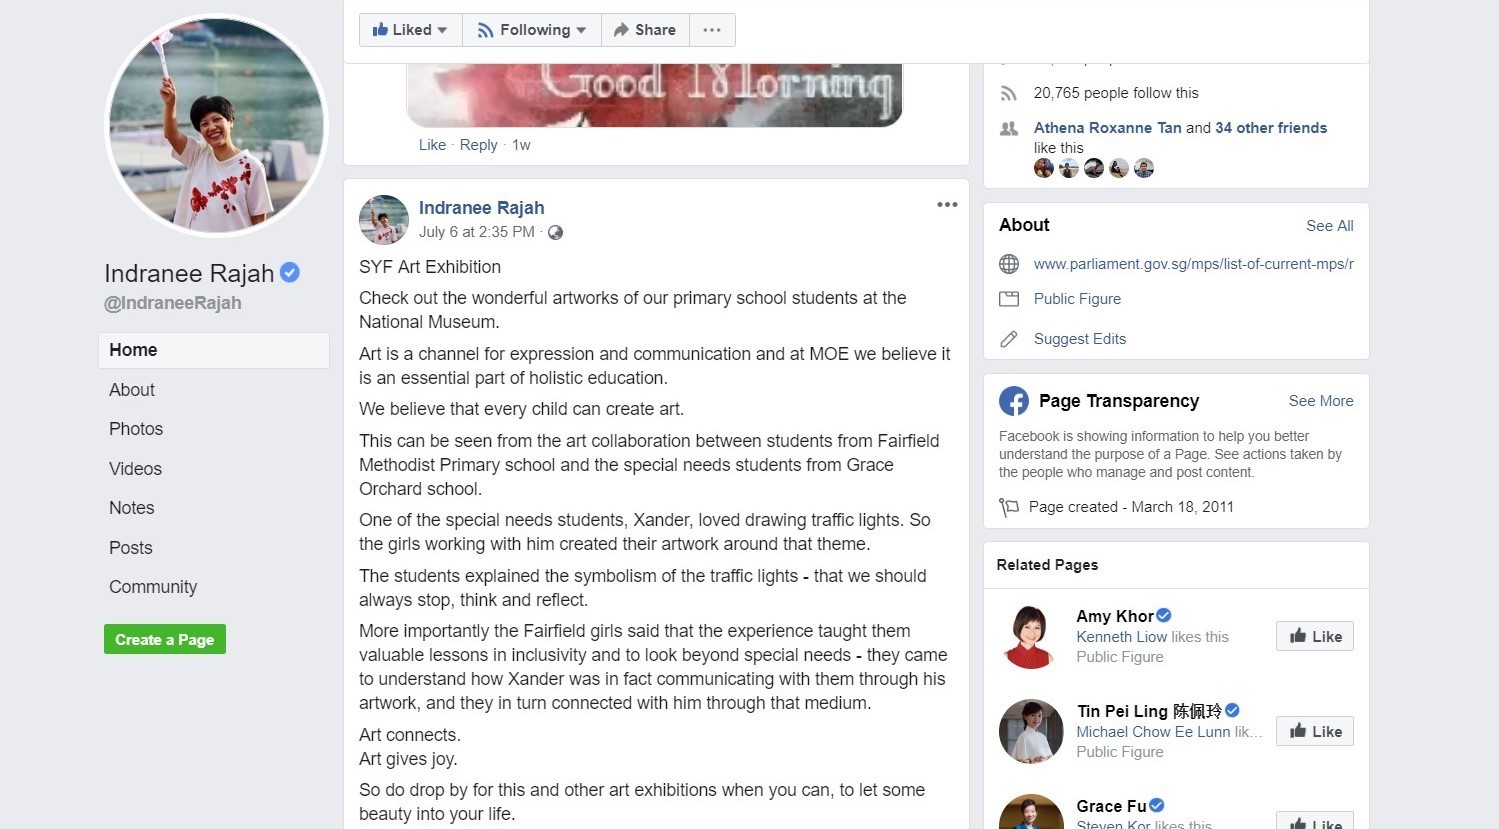 Liked
Following
Share
Good Morning
Like · Reply · 1w
Indranee Rajah
@IndraneeRajah
Home
About
Photos
Videos
Notes
Posts
Community
Create a Page
Indranee Rajah
July 6 at 2:35 PM ·
SYF Art Exhibition
Check out the wonderful artworks of our primary school students at the
National Museum.
Art is a channel for expression and communication and at MOE we believe it
is an essential part of holistic education.
We believe that every child can create art.
This can be seen from the art collaboration between students from Fairfield
Methodist Primary school and the special needs students from Grace
Orchard school.
One of the special needs students, Xander, loved drawing traffic lights. So
the girls working with him created their artwork around that theme.
The students explained the symbolism of the traffic lights - that we should
always stop, think and reflect.
More importantly the Fairfield girls said that the experience taught them
valuable lessons in inclusivity and to look beyond special needs - they came
to understand how Xander was in fact communicating with them through his
artwork, and they in turn connected with him through that medium.
Art connects.
Art gives joy.
So do drop by for this and other art exhibitions when you can, to let some
beauty into your life.
20,765 people follow this
Athena Roxanne Tan and 34 other friends
like this
About
See All
www.parliament.gov.sg/mps/list-of-current-mps/r
Public Figure
Suggest Edits
Page Transparency
See More
Facebook is showing information to help you better
understand the purpose of a Page. See actions taken by
the people who manage and post content.
Page created - March 18, 2011
Related Pages
Amy Khor
Kenneth Liow likes this
Public Figure
Like
Tin Pei Ling 陈佩玲
Michael Chow Ee Lunn lik...
Public Figure
Like
Grace Fu
Steven Kor likes this
Like